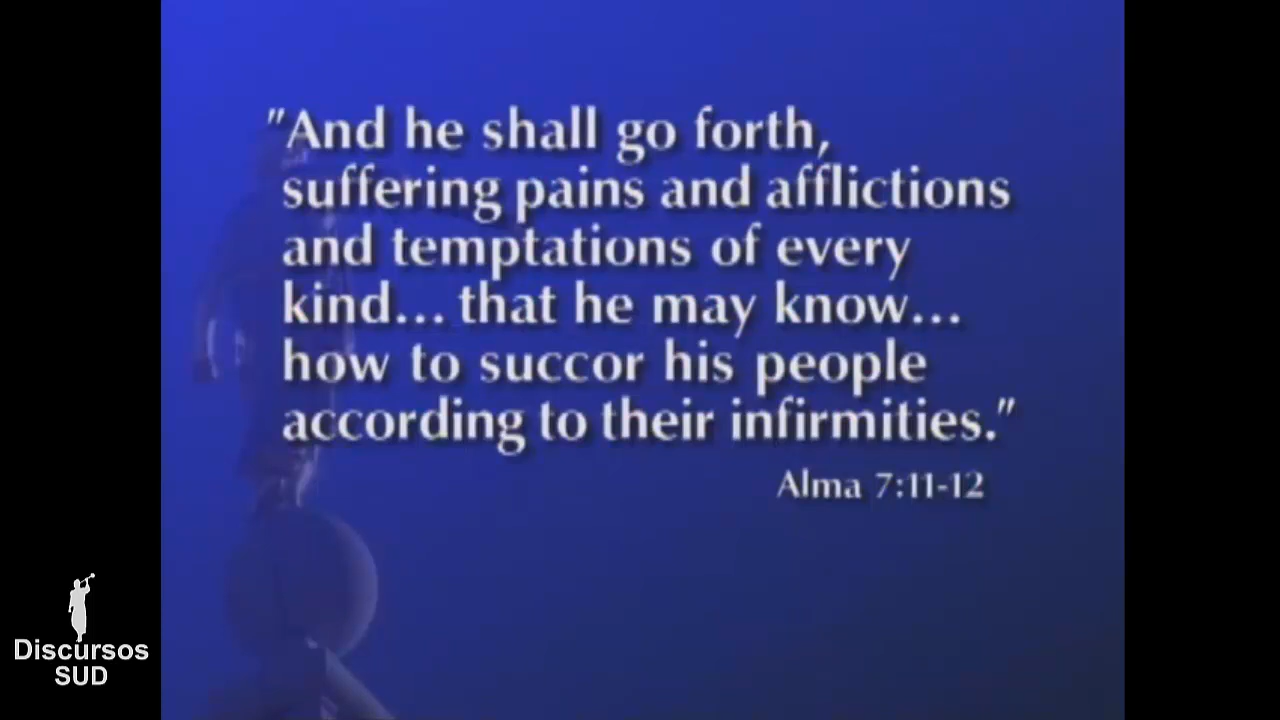 "And he shall go forth,
suffering pains and afflictions
and temptations of every
kind... that he may know...
how to succor his people
according to their infirmities."
Alma 7:11-12
Discursos
SUD